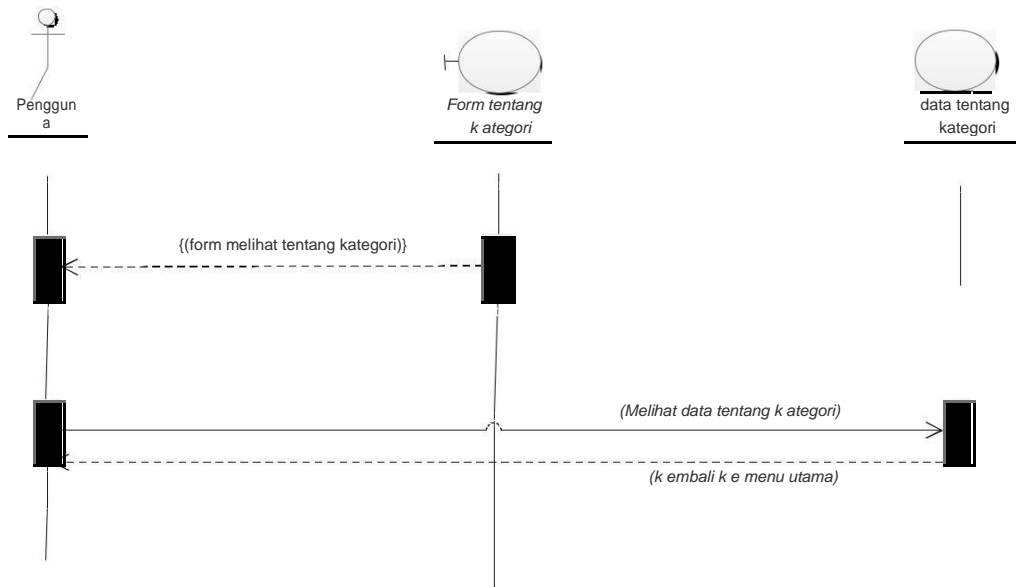 Penggun
a
Form tentang
k ategori
data tentang
kategori
{(form melihat tentang kategori)}
(Melihat data tentang k ategori)
(k embali k e menu utama)